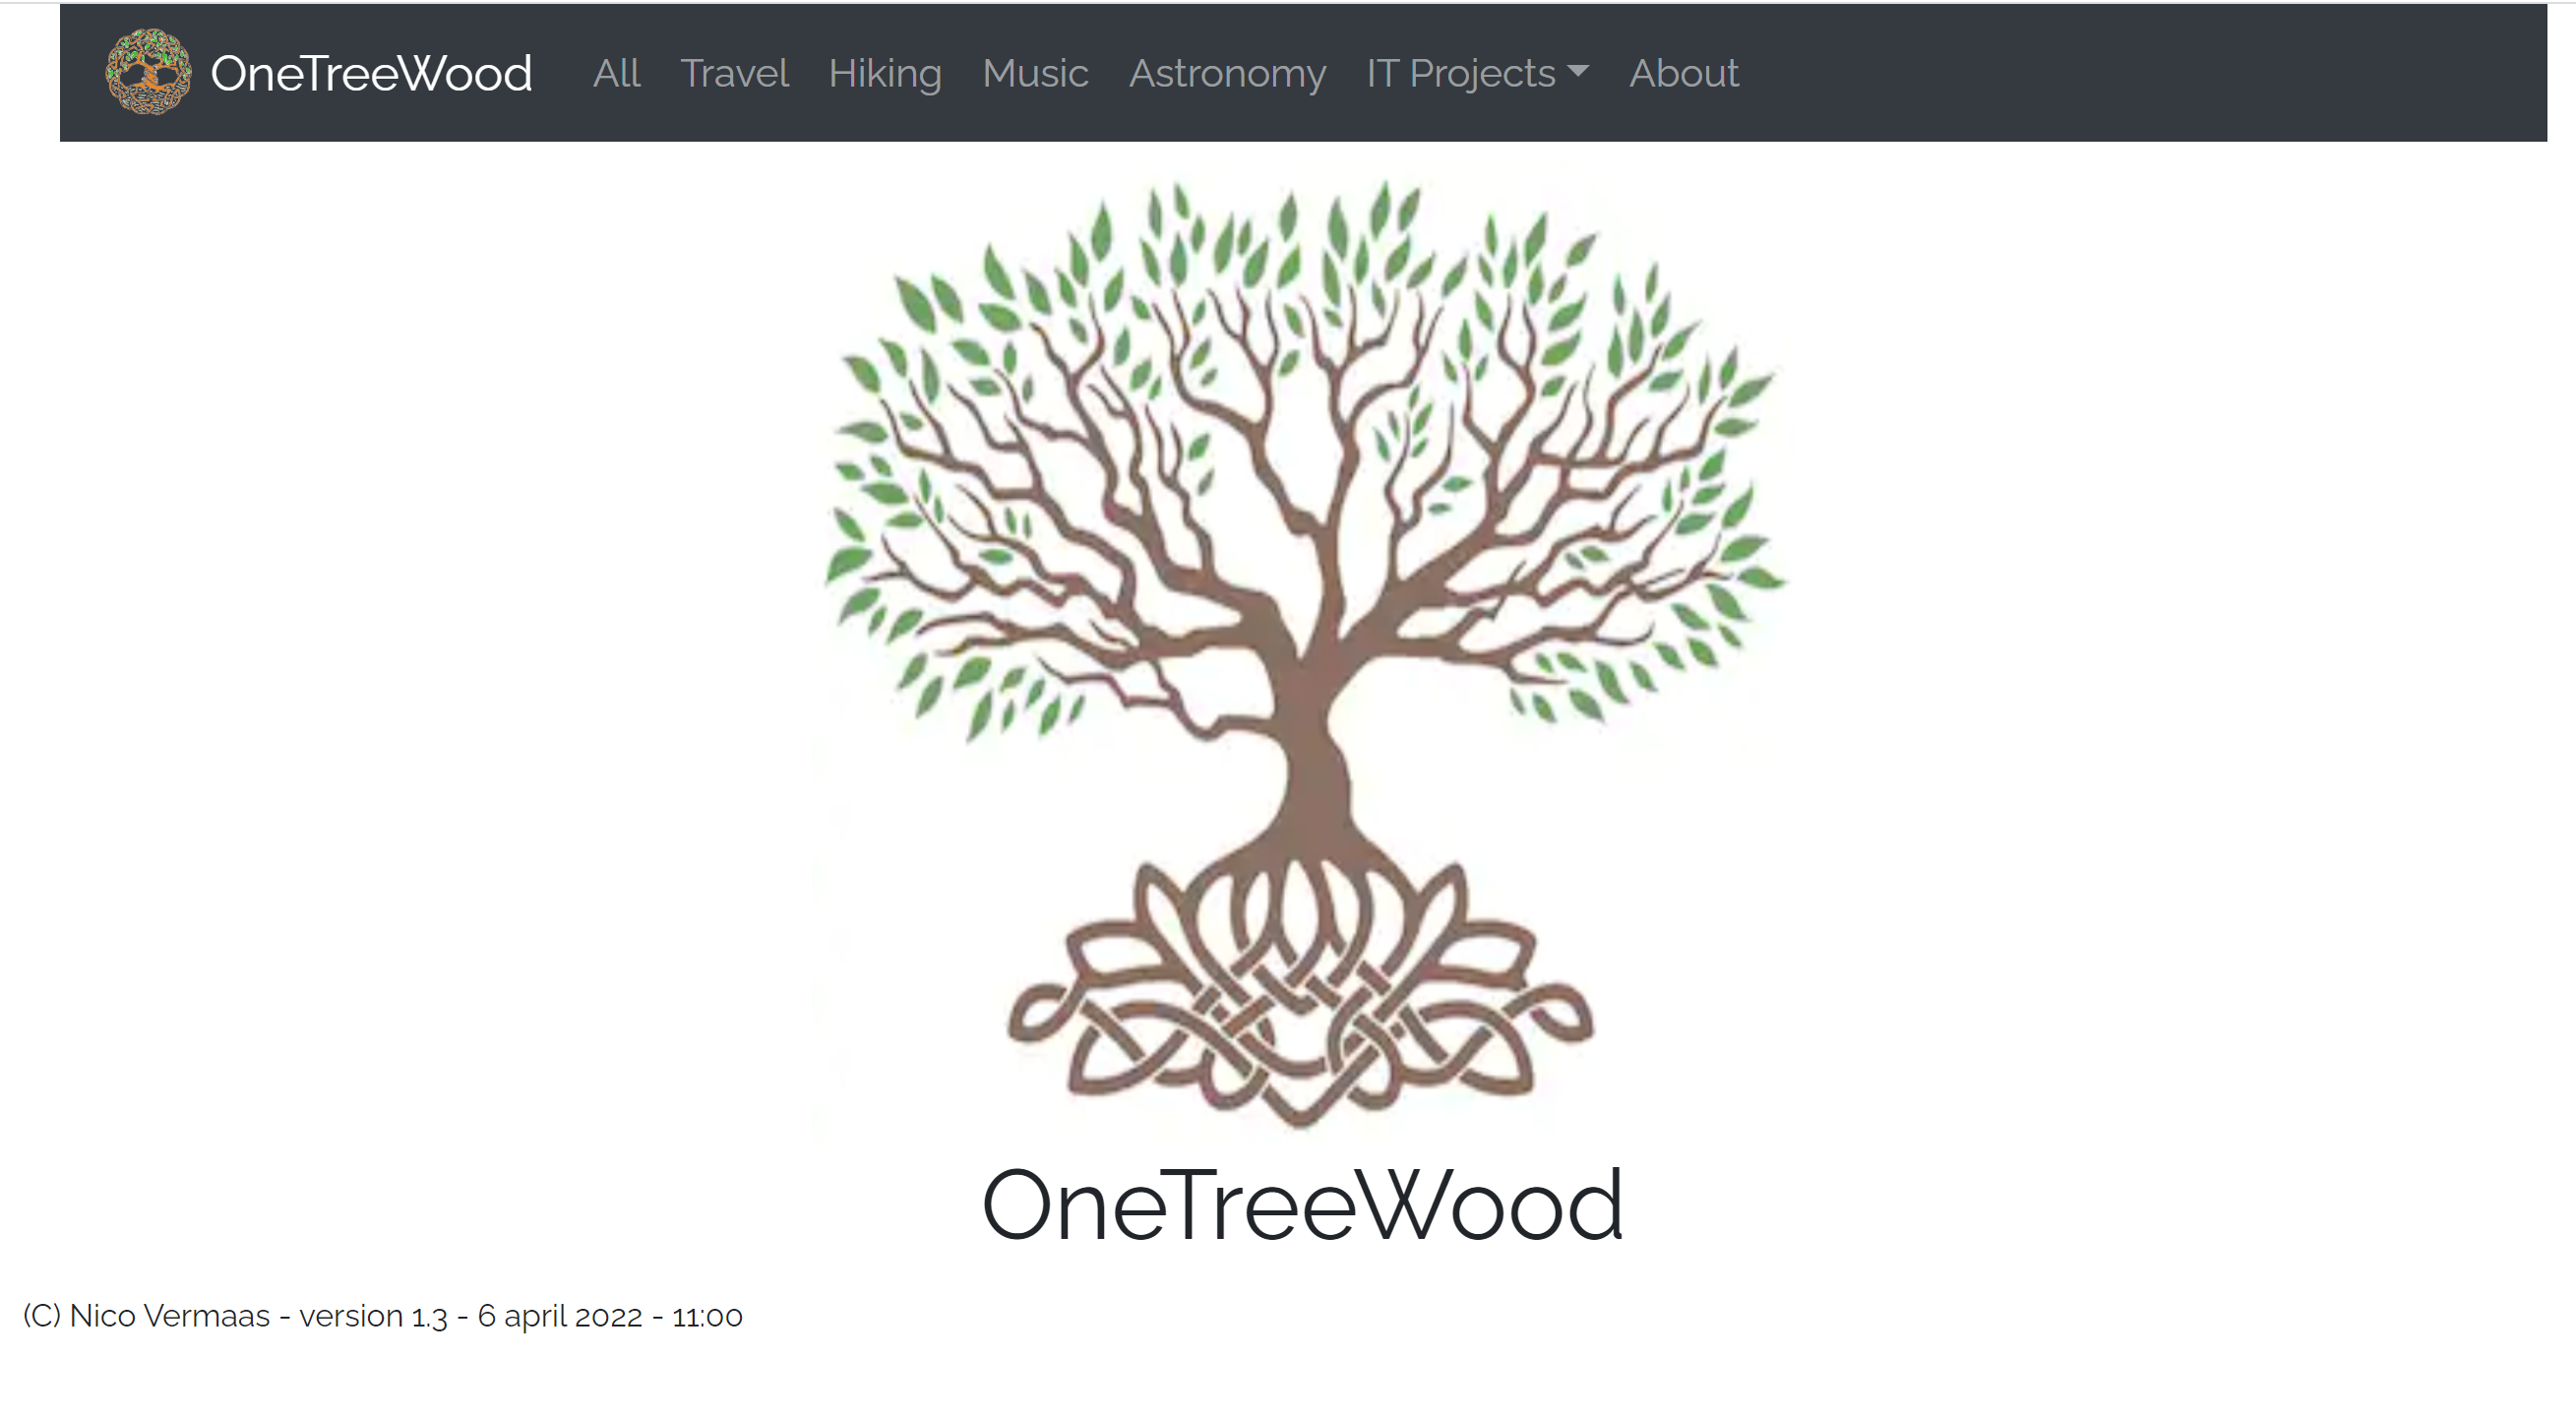 OneTreeWood All Travel Hiking Music Astronomy IT Projects About
OneTreeWood
(C) Nico Vermaas - version 1.3 - 6 april 2022 - 11:00